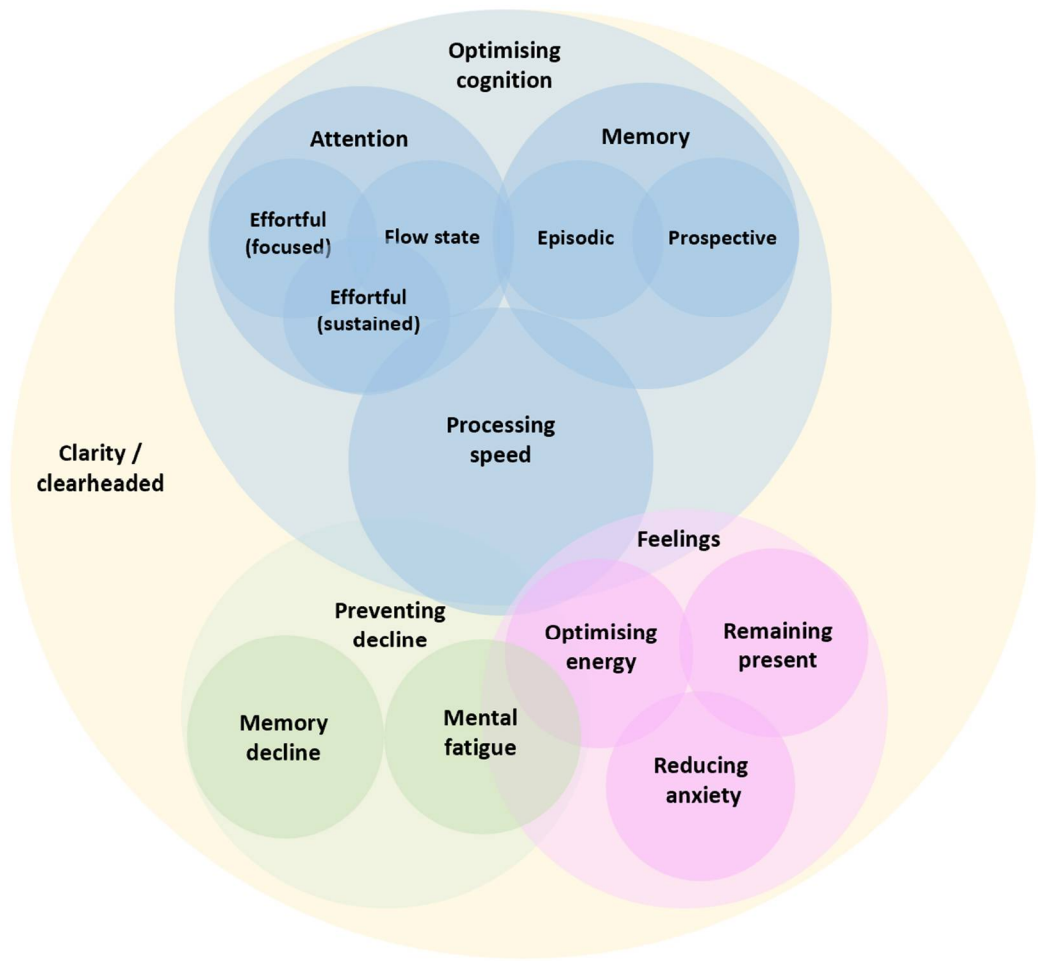 Optimising
cognition
Attention
Memory
Effortful
(focused)
Flow state
Episodic
Prospective
Effortful
(sustained)
Processing
speed
Clarity /
clearheaded
Feelings
Preventing
decline
Optimising
energy
Remaining
present
Memory
decline
Mental
fatigue
Reducing
anxiety